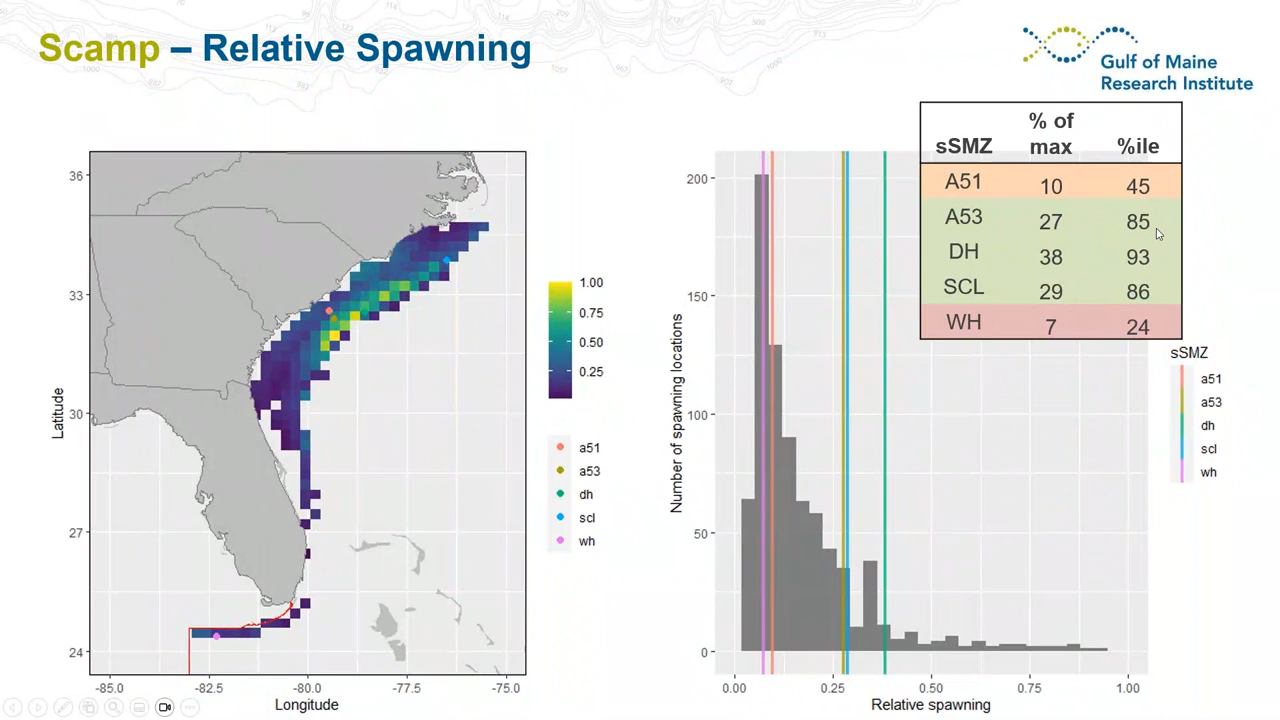 Scamp – Relative Spawning
Gulf of Maine
Research Institute
sSMZ % of max %ile
A51 10 45
A53 27 85
DH 38 93
SCL 29 86
WH 7 24
36
33
30
27
24
Latitude
-85.0 -82.5 -80.0 -77.5 -75.0
Longitude
1.00
0.75
0.50
0.25
a51
a53
dh
scl
wh
200
150
100
50
0
Number of spawning locations
0.00 0.25 0.50 0.75 1.00
Relative spawning
sSMZ
a51
a53
dh
scl
wh